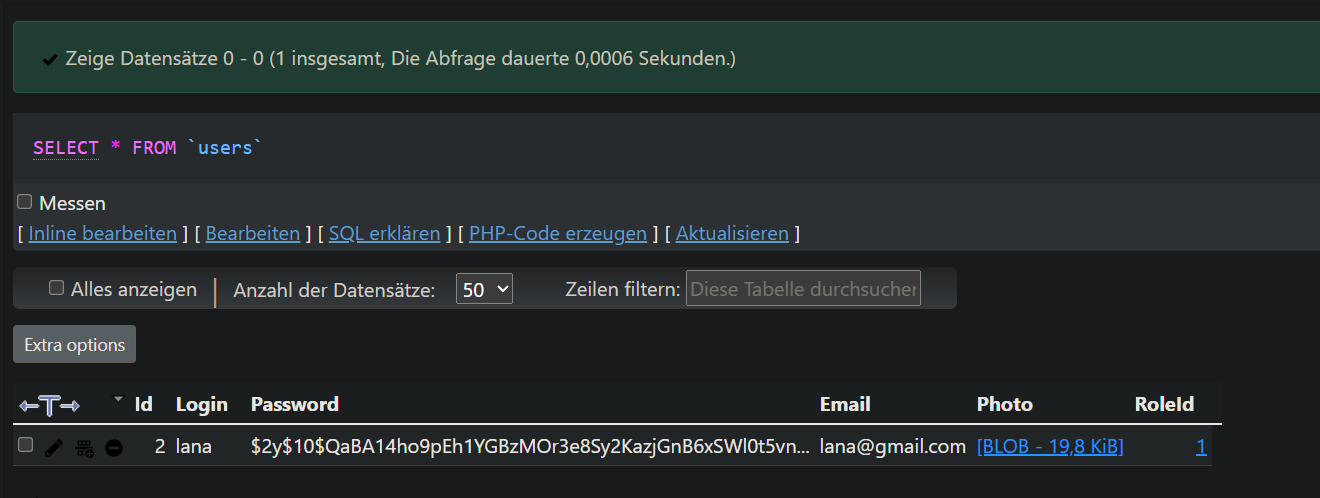 Zeige Datensätze 0 - 0 (1 insgesamt, Die Abfrage dauerte 0,0006 Sekunden.)
SELECT * FROM `users`
Messen
[ Inline bearbeiten ] [ Bearbeiten ] [ SQL erklären ] [ PHP-Code erzeugen ] [ Aktualisieren ]
Alles anzeigen | Anzahl der Datensätze: 50 Zeilen filtern: Diese Tabelle durchsuchen
Extra options
Id Login Password Email Photo RoleId
2 lana $2y$10$QaBA14ho9pEh1YGBzMOr3e8Sy2KazjGnB6xSWl0t5vn... lana@gmail.com [BLOB - 19,8 KiB] 1